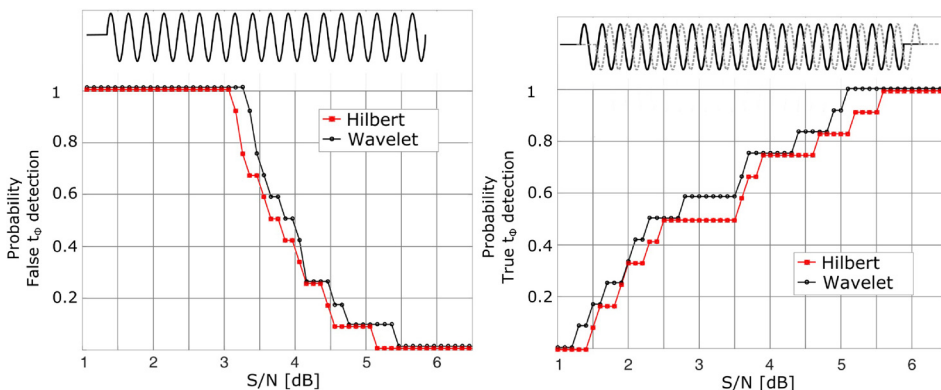 Probability
False tΦ detection
1
0.8
0.6
0.4
0.2
Hilbert
Wavelet
1 2 3 4 5 6
S/N [dB]
Probability
True tΦ detection
1
0.8
0.6
0.4
0.2
Hilbert
Wavelet
1 2 3 4 5 6
S/N [dB]